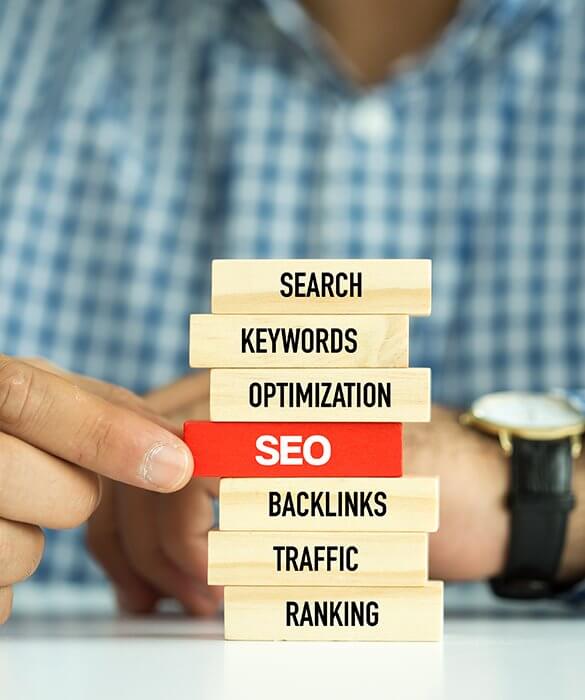 SEARCH
KEYWORDS
OPTIMIZATION
SEO
BACKLINKS
TRAFFIC
RANKING